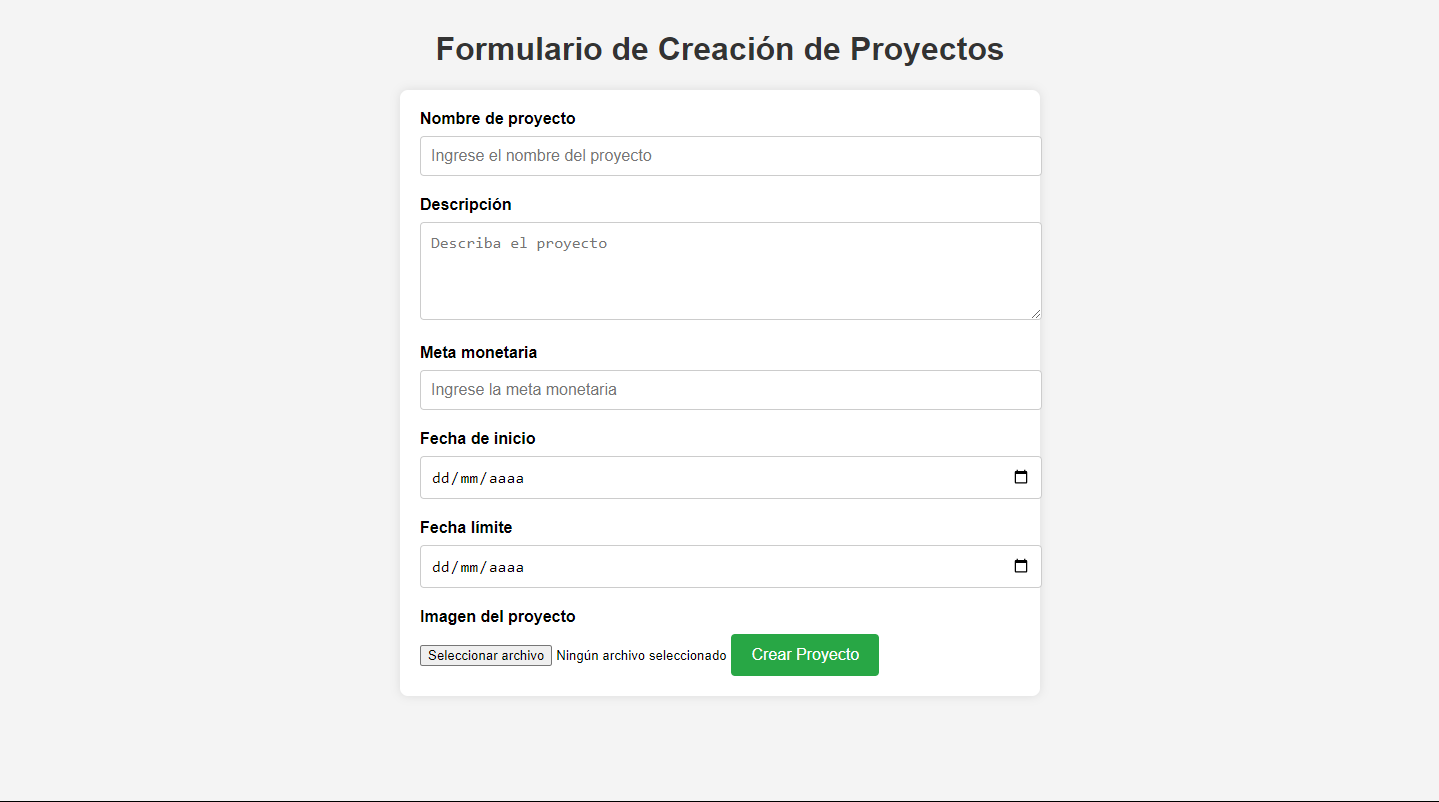 Formulario de Creación de Proyectos
Nombre de proyecto
Ingrese el nombre del proyecto
Descripción
Describa el proyecto
Meta monetaria
Ingrese la meta monetaria
Fecha de inicio
dd/mm/aaaa
Fecha límite
dd/mm/aaaa
Imagen del proyecto
Seleccionar archivo Ningún archivo seleccionado Crear Proyecto